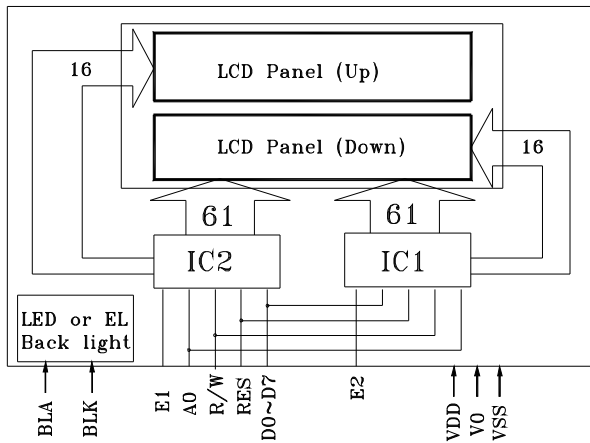 LCD Panel (Up)
16
LCD Panel (Down)
16
61
61
IC2
IC1
LED or EL
Back light
BLA
BLK
E1
A0
R/W
RES
D0~D7
E2
VDD
V0
VSS